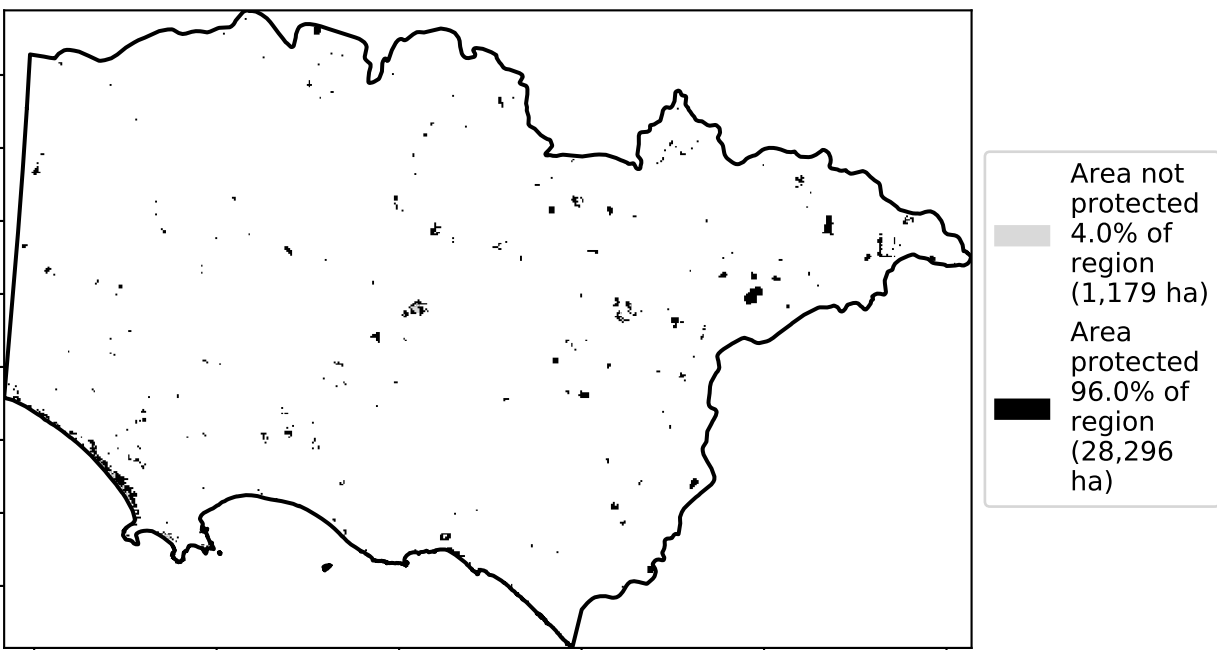 Area not
protected
4.0% of
region
(1,179 ha)
Area
protected
96.0% of
region
(28,296
ha)